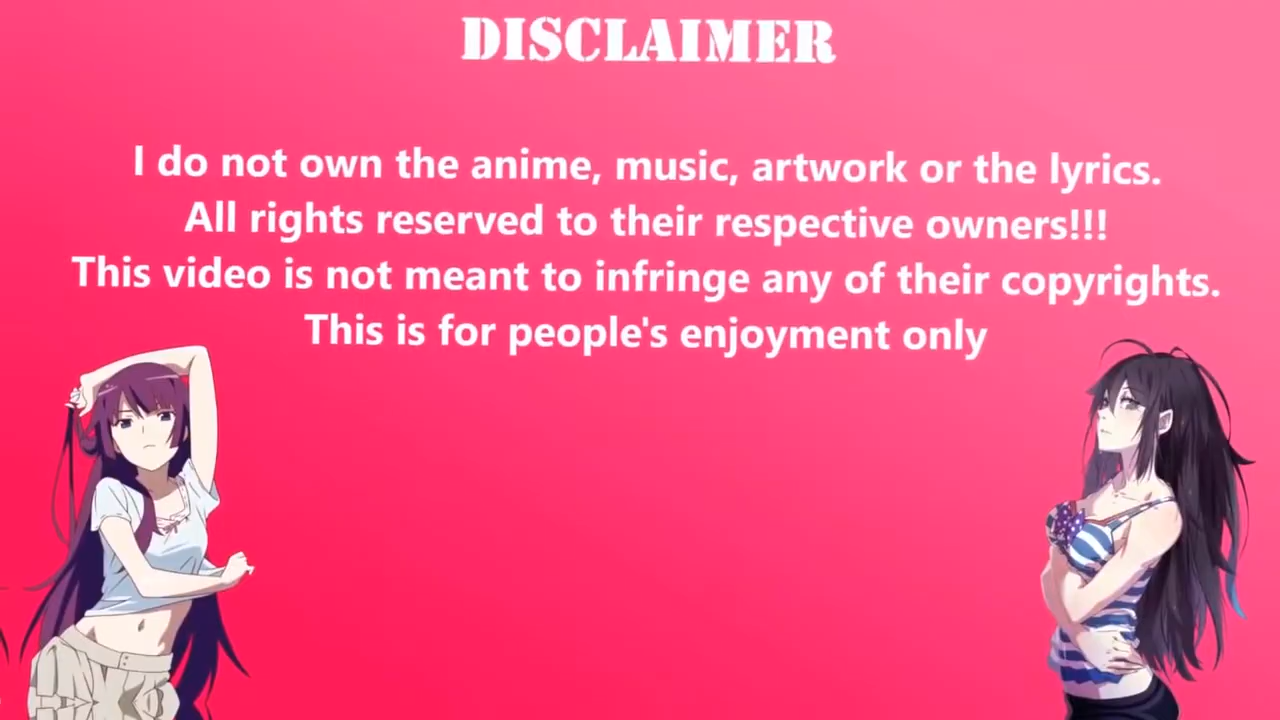 DISCLAIMER
I do not own the anime, music, artwork or the lyrics.
All rights reserved to their respective owners!!!
This video is not meant to infringe any of their copyrights.
This is for people's enjoyment only